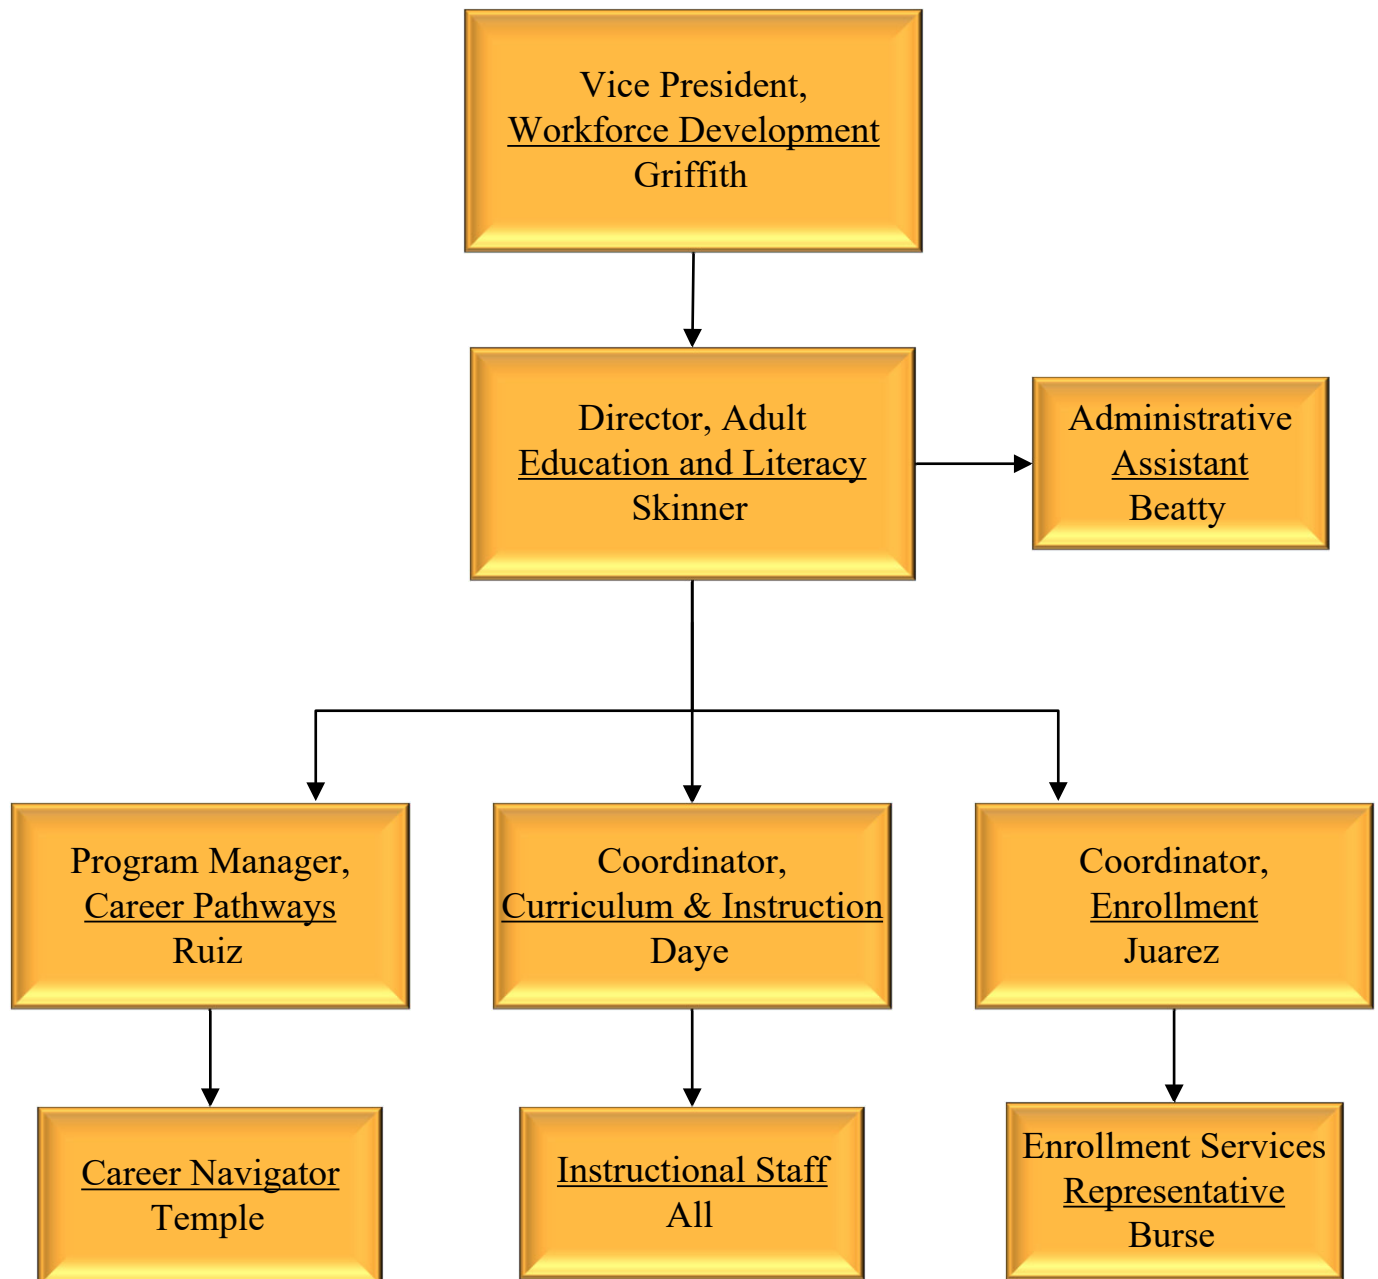 Vice President,
Workforce Development
Griffith
Director, Adult
Education and Literacy
Skinner
Administrative
Assistant
Beatty
Program Manager,
Career Pathways
Ruiz
Coordinator,
Curriculum & Instruction
Daye
Coordinator,
Enrollment
Juarez
Career Navigator
Temple
Instructional Staff
All
Enrollment Services
Representative
Burse